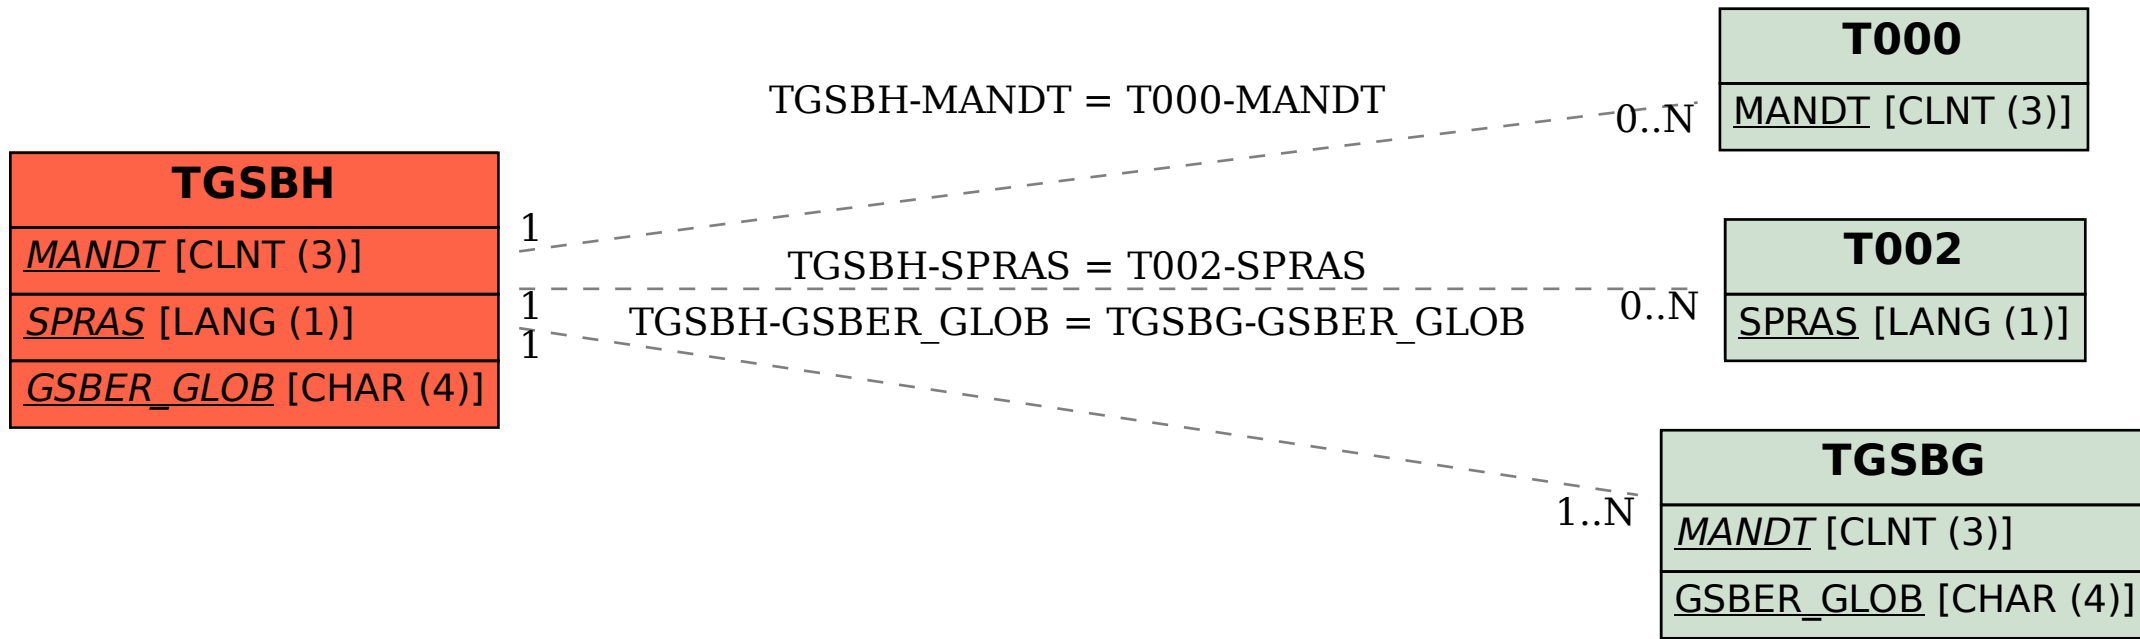 TGSBH
MANDT [CLNT (3)]
SPRAS [LANG (1)]
GSBER_GLOB [CHAR (4)]
TGSBH-MANDT = T000-MANDT
1
0..N
TGSBH-SPRAS = T002-SPRAS
1
0..N
TGSBH-GSBER_GLOB = TGSBG-GSBER_GLOB
1
1..N
T000
MANDT [CLNT (3)]
T002
SPRAS [LANG (1)]
TGSBG
MANDT [CLNT (3)]
GSBER_GLOB [CHAR (4)]